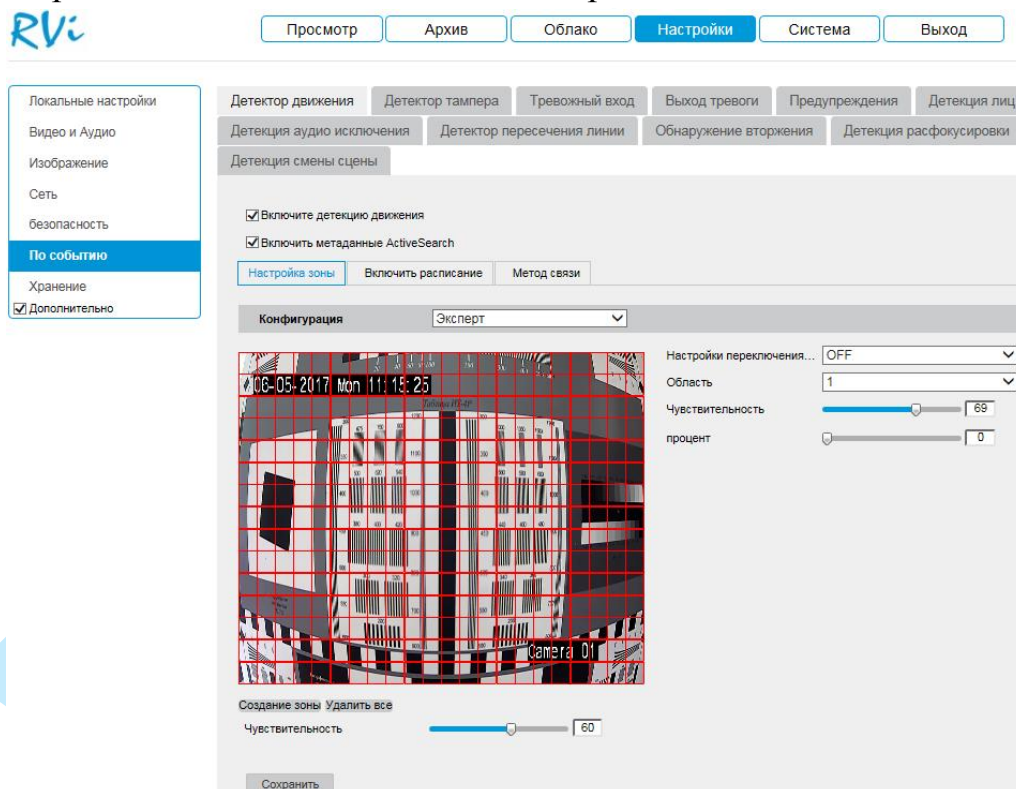 RVi
Просмотр Архив Облако Настройки Система Выход
Локальные настройки
Видео и Аудио
Изображение
Сеть
безопасность
По событию
Хранение
Дополнительно
Детектор движения Детектор тампера Тревожный вход Выход тревоги Предупреждения Детекция лиц
Детекция аудио исключения Детектор пересечения линии Обнаружение вторжения Детекция расфокусировки
Детекция смены сцены
Включите детекцию движения
Включить метаданные ActiveSearch
Настройка зоны Включить расписание Метод связи
Конфигурация Эксперт
06-05-2017 Mon 11:15:25
Camera 01
Настройки переключения... OFF
Область 1
Чувствительность 69
процент 0
Создание зоны Удалить все
Чувствительность 60
Сохранить